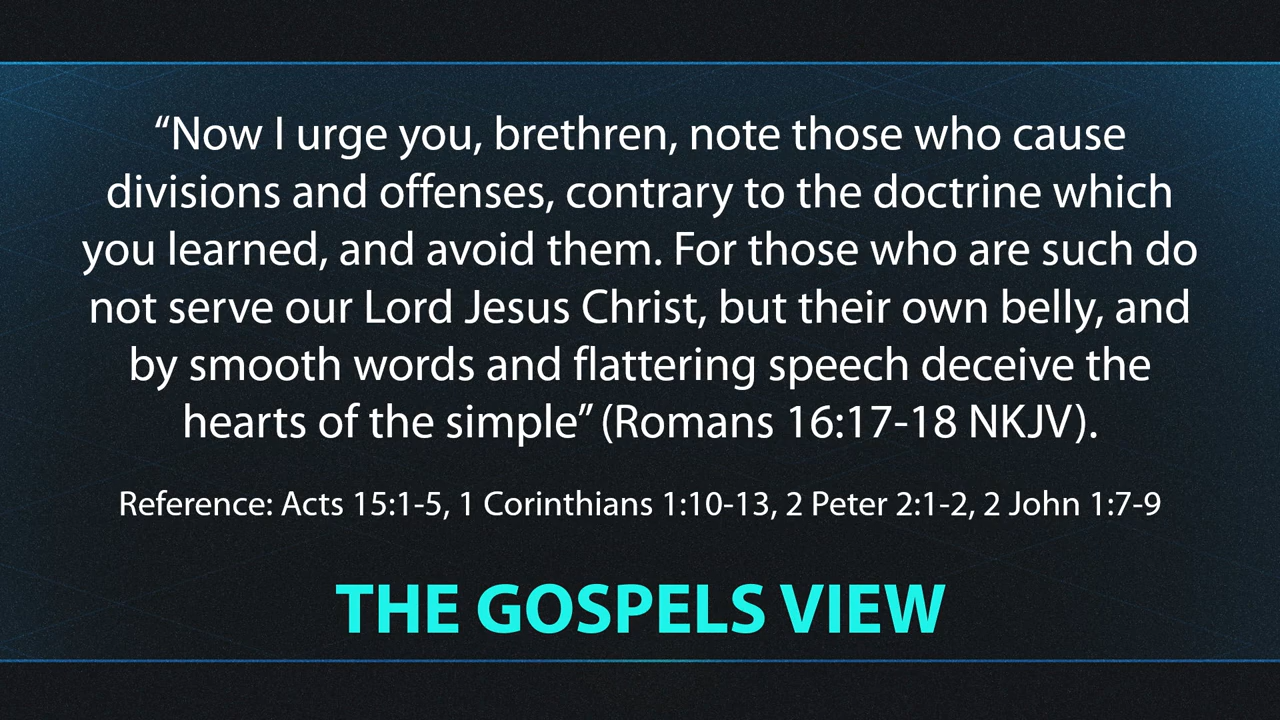 “Now I urge you, brethren, note those who cause
divisions and offenses, contrary to the doctrine which
you learned, and avoid them. For those who are such do
not serve our Lord Jesus Christ, but their own belly, and
by smooth words and flattering speech deceive the
hearts of the simple” (Romans 16:17-18 NKJV).
Reference: Acts 15:1-5, 1 Corinthians 1:10-13, 2 Peter 2:1-2, 2 John 1:7-9
THE GOSPELS VIEW